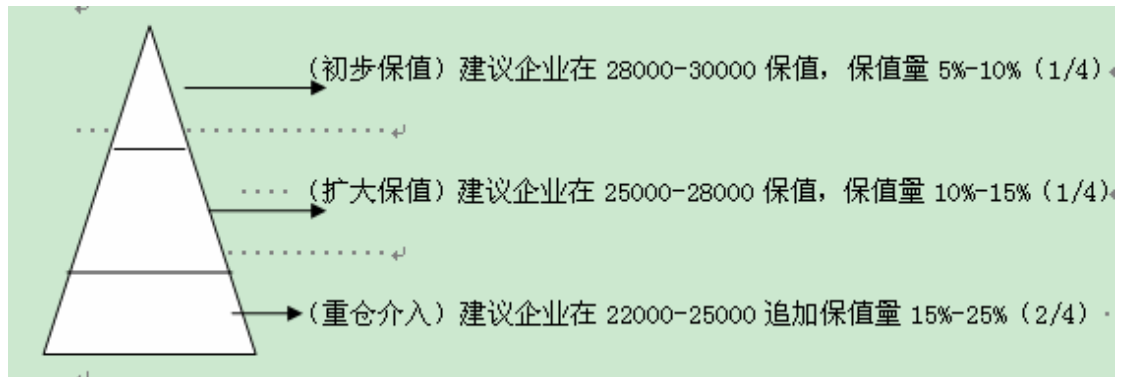 (初步保值) 建议企业在 28000-30000 保值，保值量 5%-10% (1/4)
(扩大保值) 建议企业在 25000-28000 保值，保值量 10%-15% (1/4)
(重仓介入) 建议企业在 22000-25000 追加保值量 15%-25% (2/4)